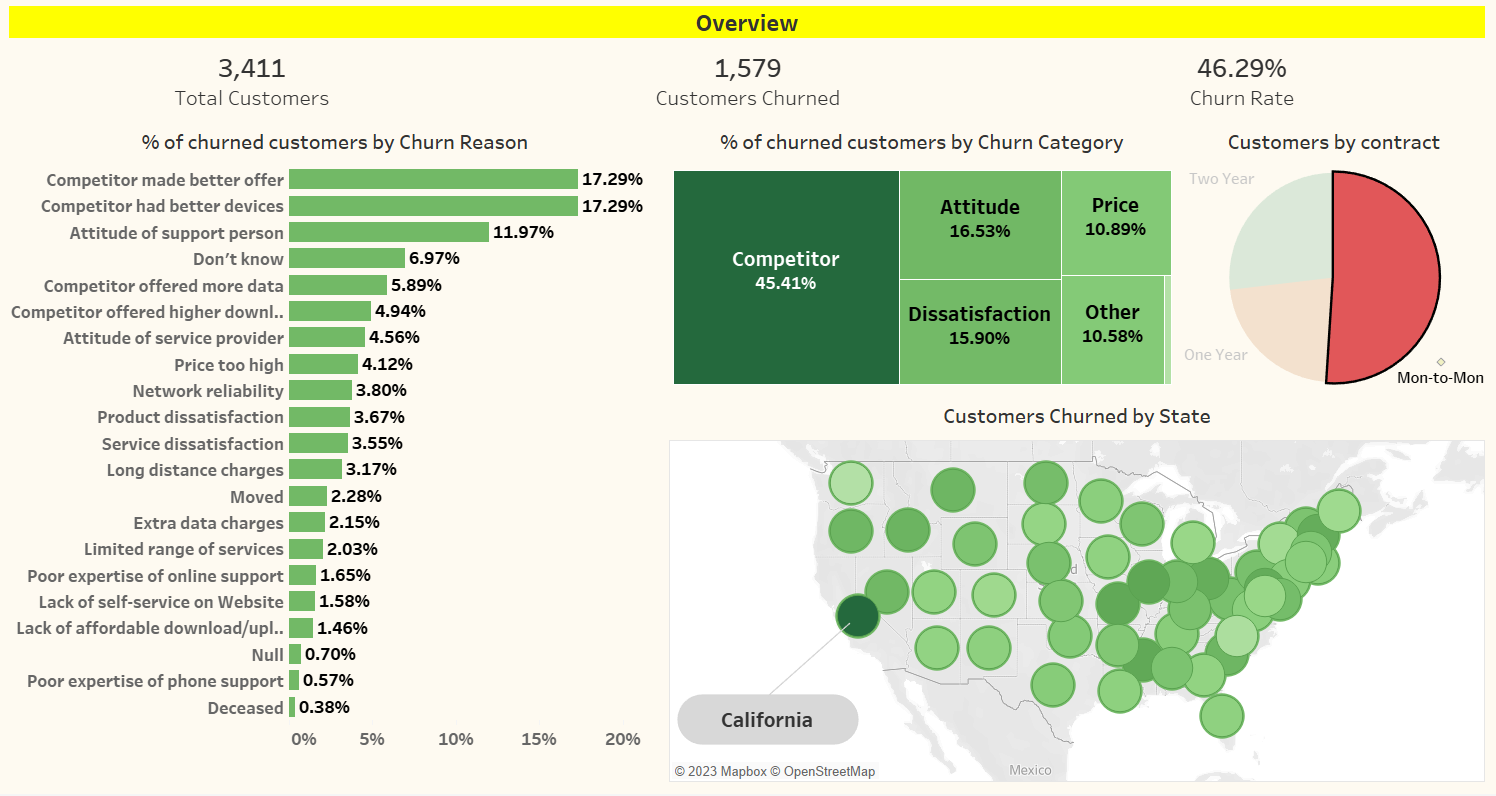 Overview
3,411
Total Customers
1,579
Customers Churned
46.29%
Churn Rate
% of churned customers by Churn Reason
Competitor made better offer 17.29%
Competitor had better devices 17.29%
Attitude of support person 11.97%
Don’t know 6.97%
Competitor offered more data 5.89%
Competitor offered higher downl.. 4.94%
Attitude of service provider 4.56%
Price too high 4.12%
Network reliability 3.80%
Product dissatisfaction 3.67%
Service dissatisfaction 3.55%
Long distance charges 3.17%
Moved 2.28%
Extra data charges 2.15%
Limited range of services 2.03%
Poor expertise of online support 1.65%
Lack of self-service on Website 1.58%
Lack of affordable download/upl.. 1.46%
Null 0.70%
Poor expertise of phone support 0.57%
Deceased 0.38%
0% 5% 10% 15% 20%
% of churned customers by Churn Category
Competitor
45.41%
Attitude
16.53%
Dissatisfaction
15.90%
Price
10.89%
Other
10.58%
Customers by contract
Two Year
One Year
Mon-to-Mon
Customers Churned by State
California
Mexico
© 2023 Mapbox © OpenStreetMap